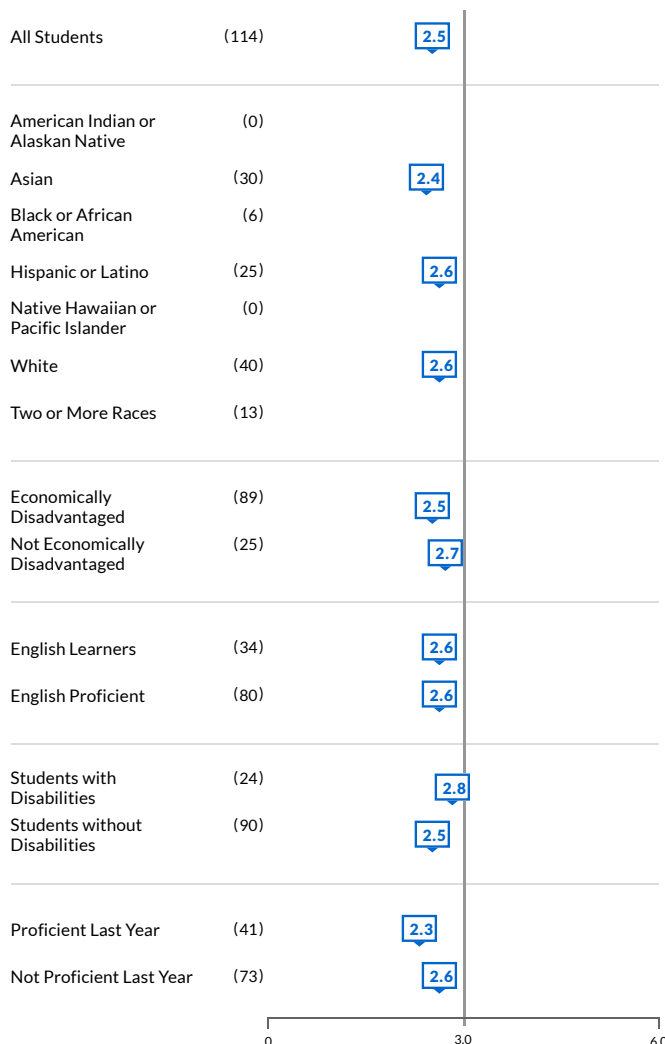 All Students (114) 2.5
American Indian or (0)
Alaskan Native
Asian (30) 2.4
Black or African (6)
American
Hispanic or Latino (25) 2.6
Native Hawaiian or (0)
Pacific Islander
White (40) 2.6
Two or More Races (13)
Economically (89) 2.5
Disadvantaged
Not Economically (25) 2.7
Disadvantaged
English Learners (34) 2.6
English Proficient (80) 2.6
Students with (24) 2.8
Disabilities
Students without (90) 2.5
Disabilities
Proficient Last Year (41) 2.3
Not Proficient Last Year (73) 2.6
0 3.0 6.0